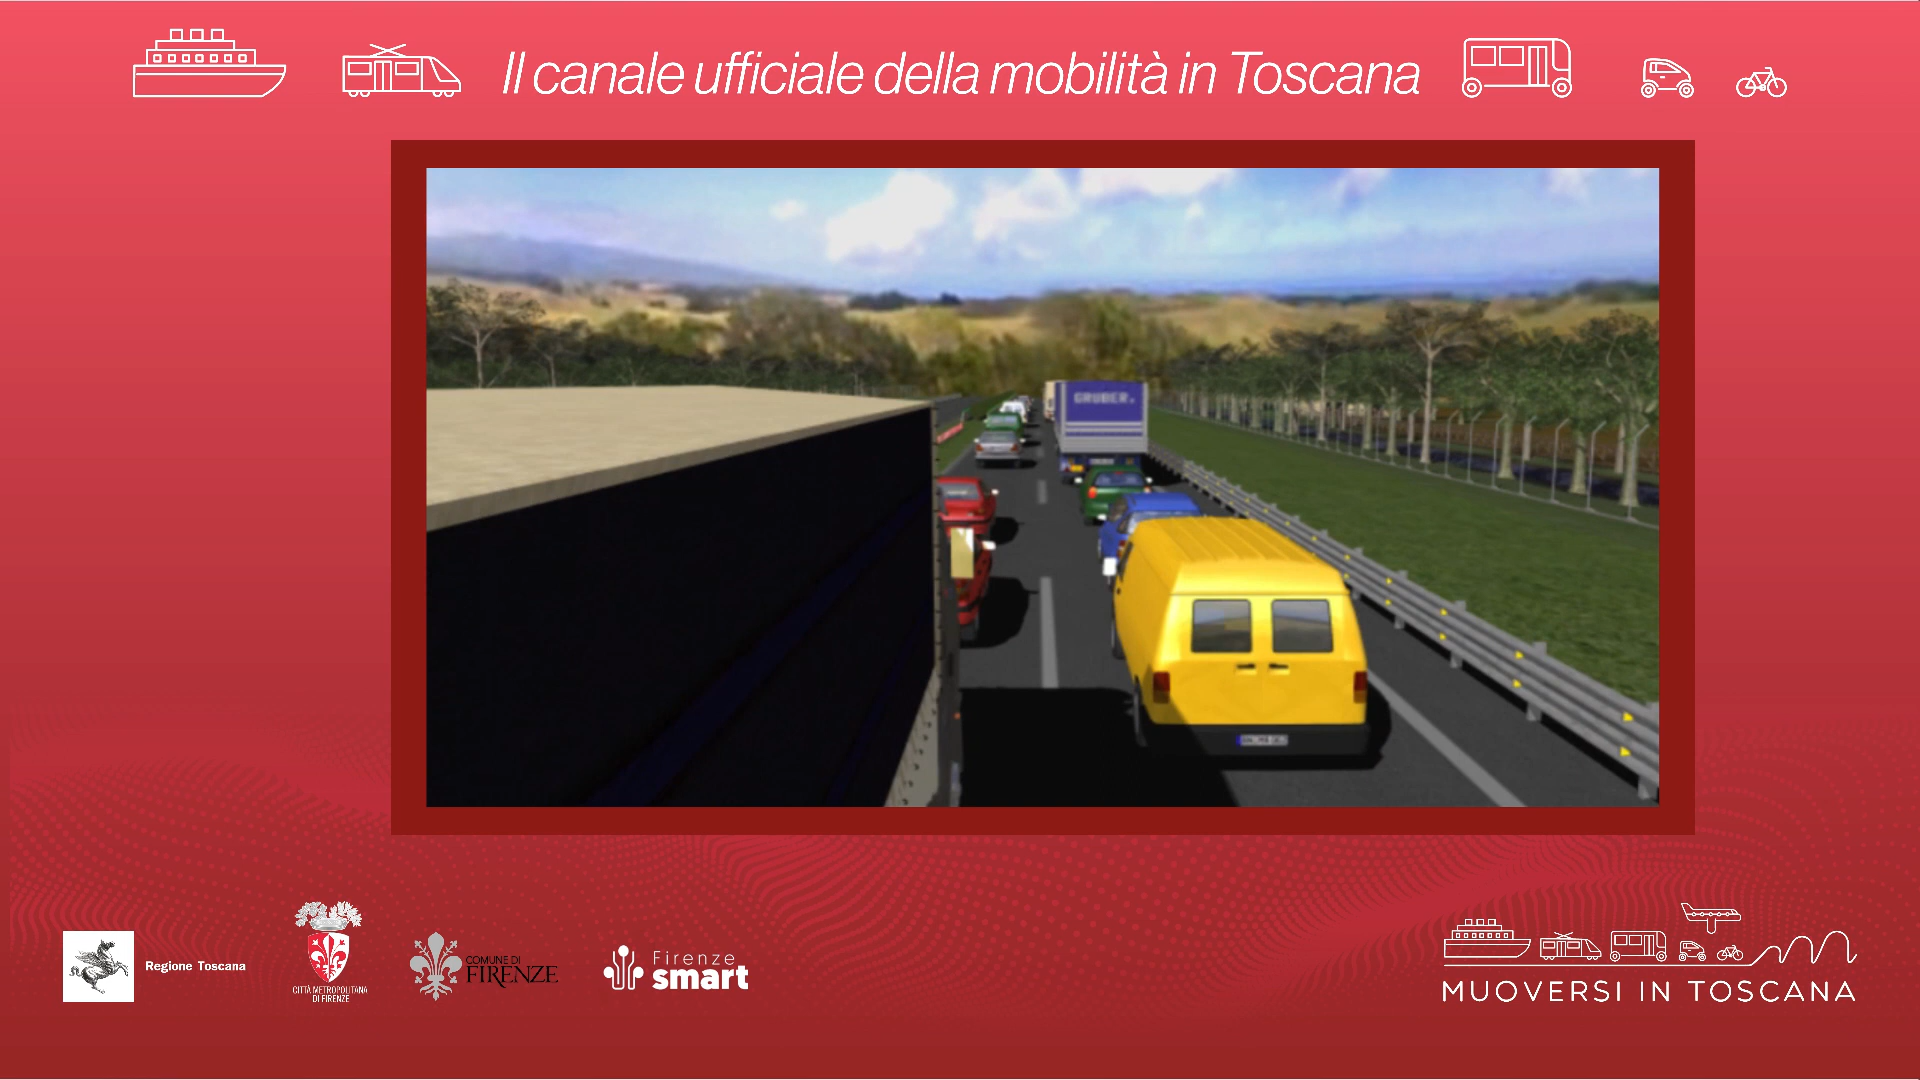 Il canale ufficiale della mobilità in Toscana
GRUBER.
Regione Toscana
CITTÀ METROPOLITANA
DI FIRENZE
COMUNE DI
FIRENZE
Firenze
smart
MUOVERSI IN TOSCANA